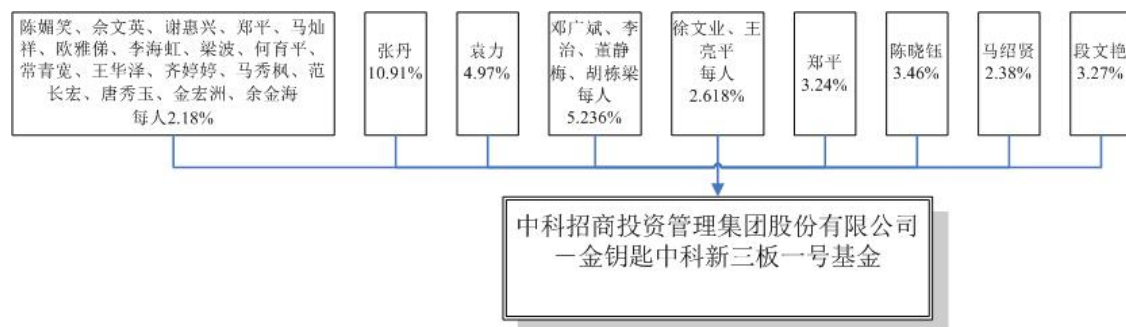 陈媚笑、佘文英、谢惠兴、郑平、马灿
祥、欧雅俤、李海虹、梁波、何育平、
常青宽、王华泽、齐婷婷、马秀枫、范
长宏、唐秀玉、金宏洲、余金海
每人2.18%
张丹
10.91%
袁力
4.97%
邓广斌、李
治、董静
梅、胡栋梁
每人
5.236%
徐文业、王
亮平
每人
2.618%
郑平
3.24%
陈晓钰
3.46%
马绍贤
2.38%
段文艳
3.27%
中科招商投资管理集团股份有限公司
－金钥匙中科新三板一号基金